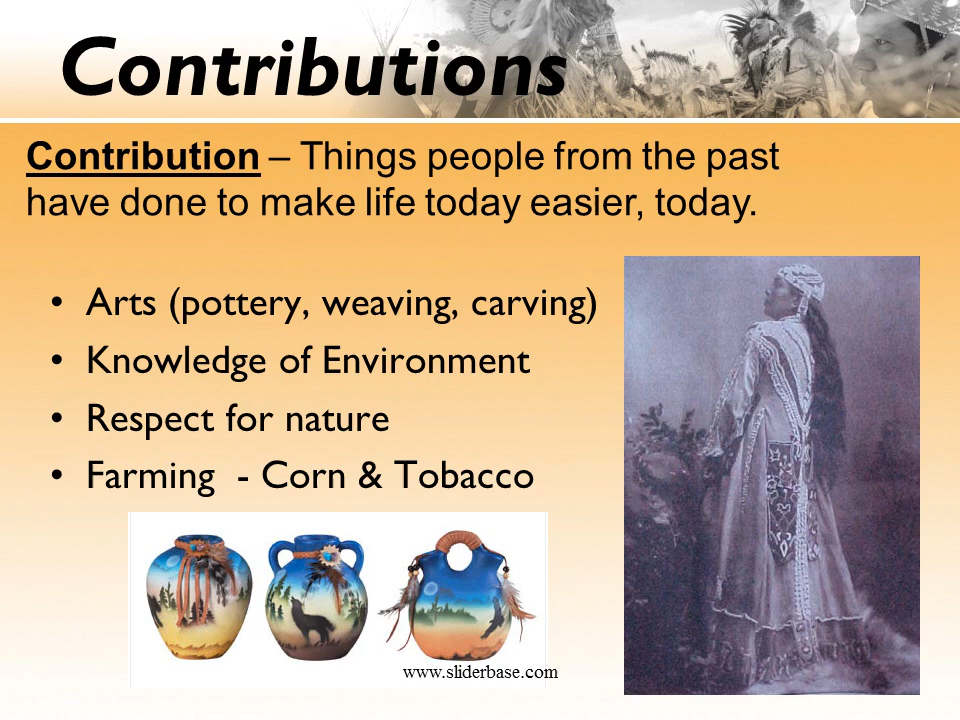 Contributions
Contribution – Things people from the past
have done to make life today easier, today.
• Arts (pottery, weaving, carving)
• Knowledge of Environment
• Respect for nature
• Farming - Corn & Tobacco
www.sliderbase.com